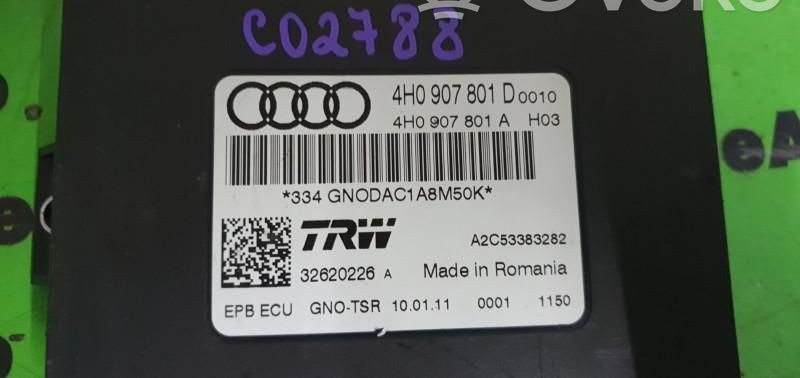 C02788
4H0 907 801 D 0010
4H0 907 801 A H03
*334 GNODAC1A8M50K*
TRW A2C53383282
32620226 A Made in Romania
EPB ECU GNO-TSR 10.01.11 0001 1150